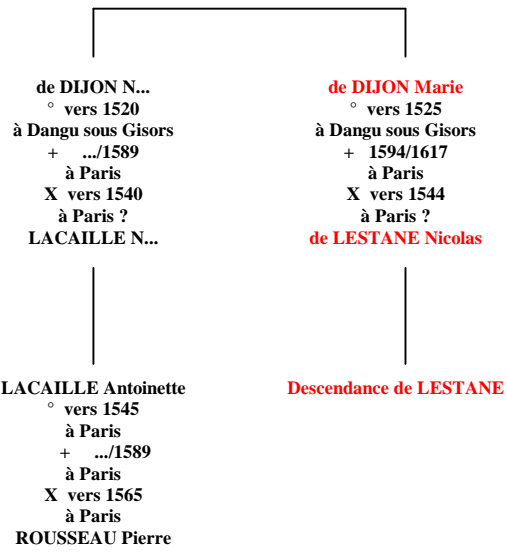 de DIJON N...
° vers 1520
à Dangu sous Gisors
+ .../1589
à Paris
X vers 1540
à Paris ?
LACAILLE N...
de DIJON Marie
° vers 1525
à Dangu sous Gisors
+ 1594/1617
à Paris
X vers 1544
à Paris ?
de LESTANE Nicolas
LACAILLE Antoinette
° vers 1545
à Paris
+ .../1589
à Paris
X vers 1565
à Paris
ROUSSEAU Pierre
Descendance de LESTANE